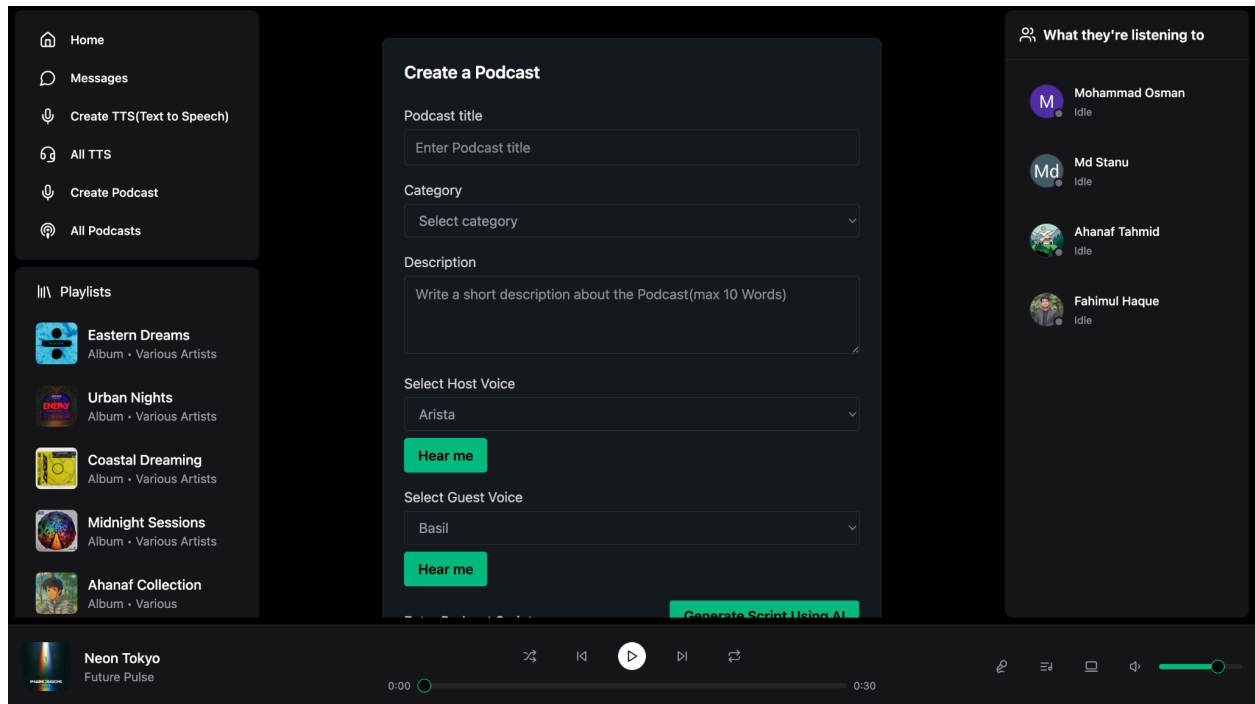 Home
Messages
Create TTS(Text to Speech)
All TTS
Create Podcast
All Podcasts
Playlists
Eastern Dreams
Album • Various Artists
Urban Nights
Album • Various Artists
Coastal Dreaming
Album • Various Artists
Midnight Sessions
Album • Various Artists
Ahanaf Collection
Album • Various
Create a Podcast
Podcast title
Enter Podcast title
Category
Select category
Description
Write a short description about the Podcast(max 10 Words)
Select Host Voice
Arista
Hear me
Select Guest Voice
Basil
Hear me
Generate Script Using AI
What they're listening to
M
Mohammad Osman
Idle
Md
Md Stanu
Idle
Ahanaf Tahmid
Idle
Fahimul Haque
Idle
Neon Tokyo
Future Pulse
0:00
0:30